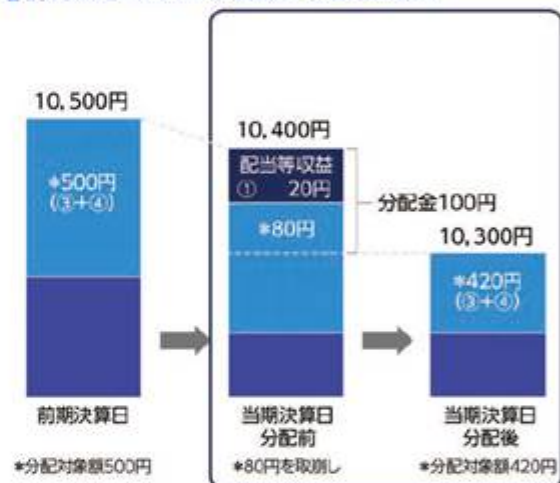 10,500円
*500円
(③+④)
前期決算日
*分配対象額500円
10,400円
配当等収益
① 20円
*80円
分配金100円
当期決算日
分配前
*80円を取崩し
10,300円
*420円
(③+④)
当期決算日
分配後
*分配対象額420円